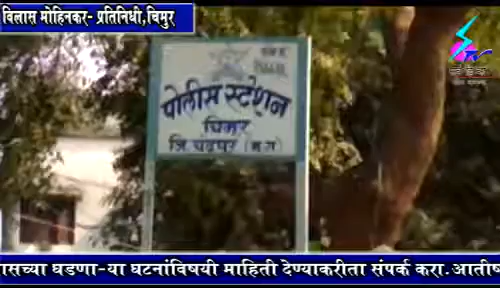 विलास मोहिनकर- प्रतिनिधी,चिमुर
पोलीस स्टेशन
चिमुर
जि.चंद्रपूर (म.रा)
ासच्या घडणा-या घटनांविषयी माहिती देण्याकरीता संपर्क करा.आतीष